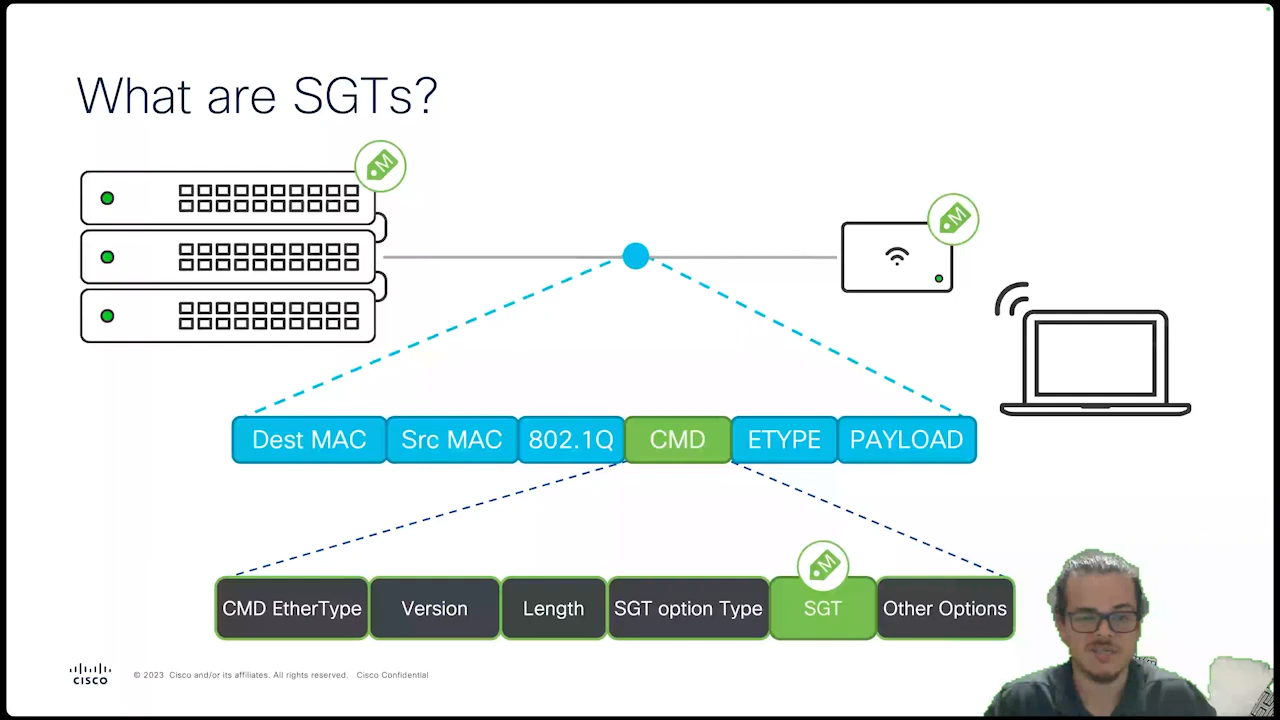 What are SGTs?
M
M
Dest MAC Src MAC 802.1Q CMD ETYPE PAYLOAD
M
CMD EtherType Version Length SGT option Type SGT Other Options
CISCO © 2023 Cisco and/or its affiliates. All rights reserved. Cisco Confidential